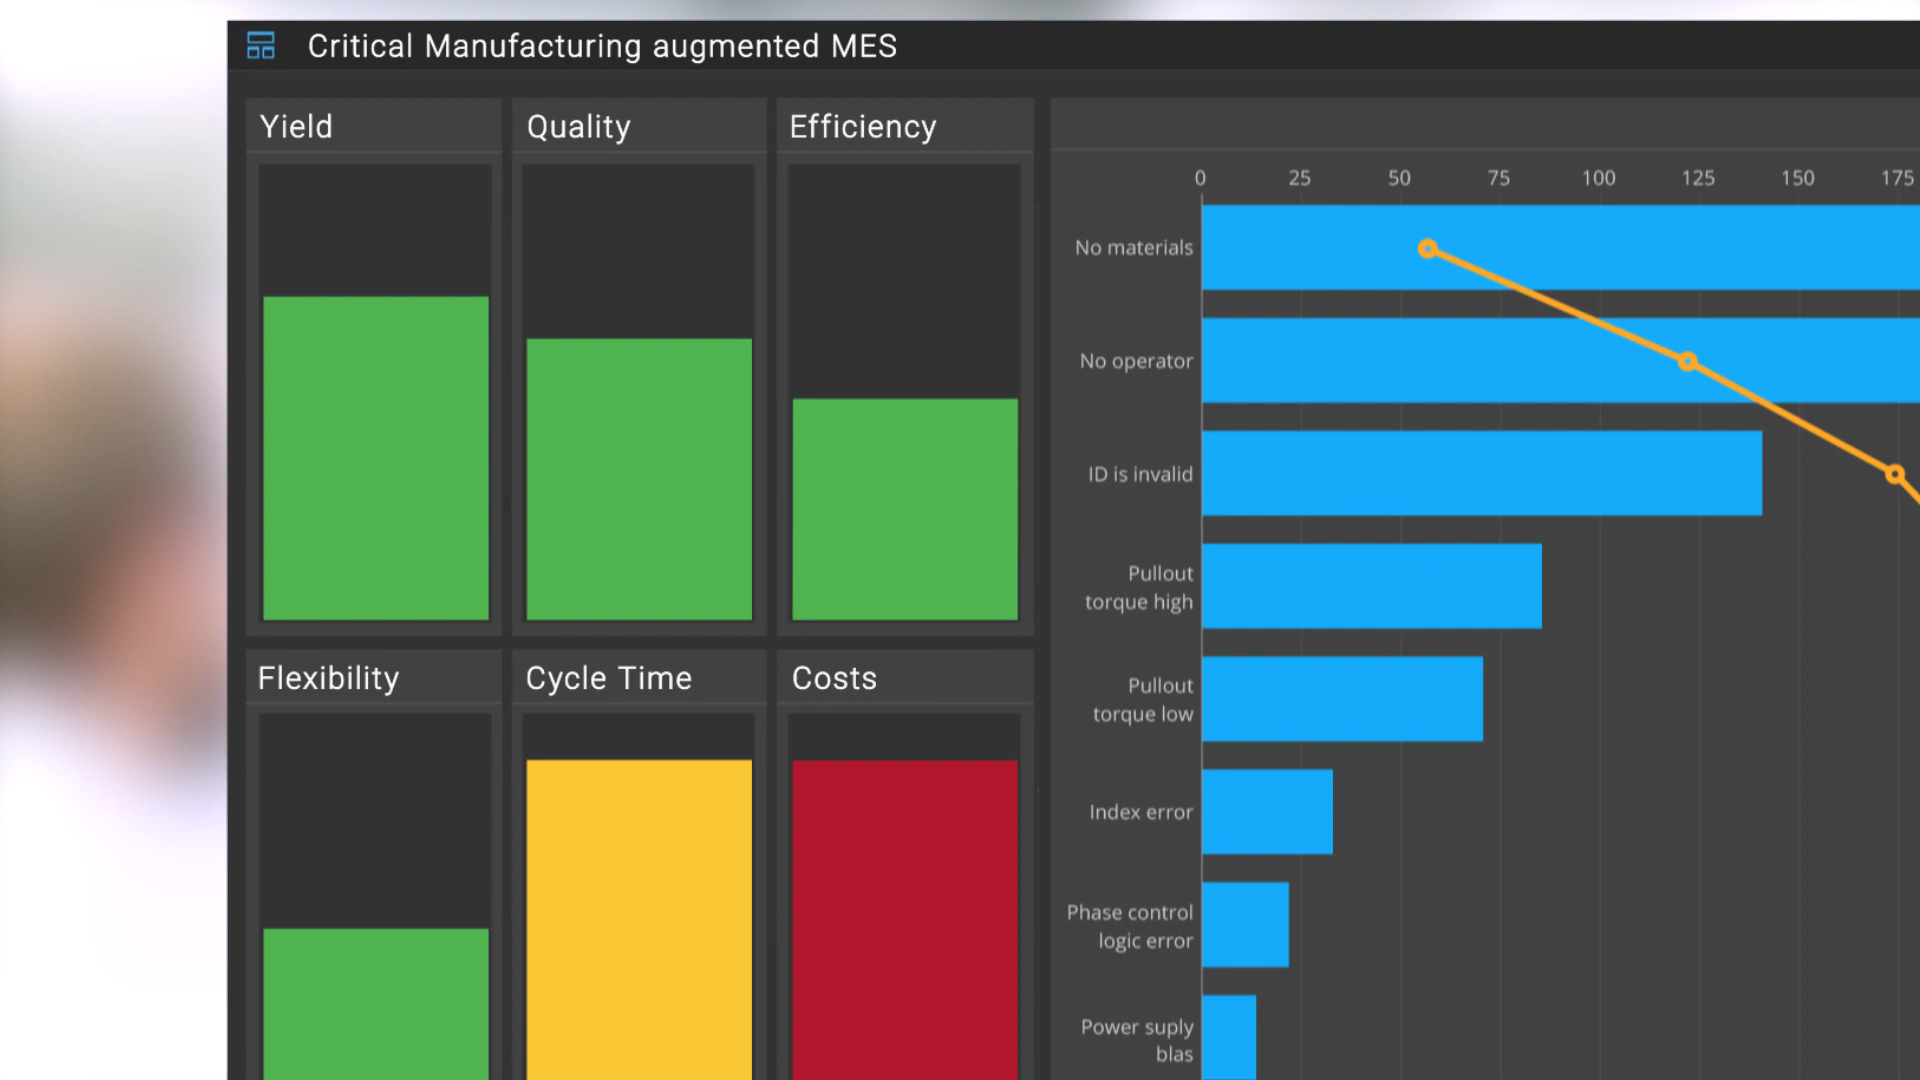 Critical Manufacturing augmented MES
Yield
Quality
Efficiency
Flexibility
Cycle Time
Costs
0 25 50 75 100 125 150 175
No materials
No operator
ID is invalid
Pullout
torque high
Pullout
torque low
Index error
Phase control
logic error
Power suply
blas